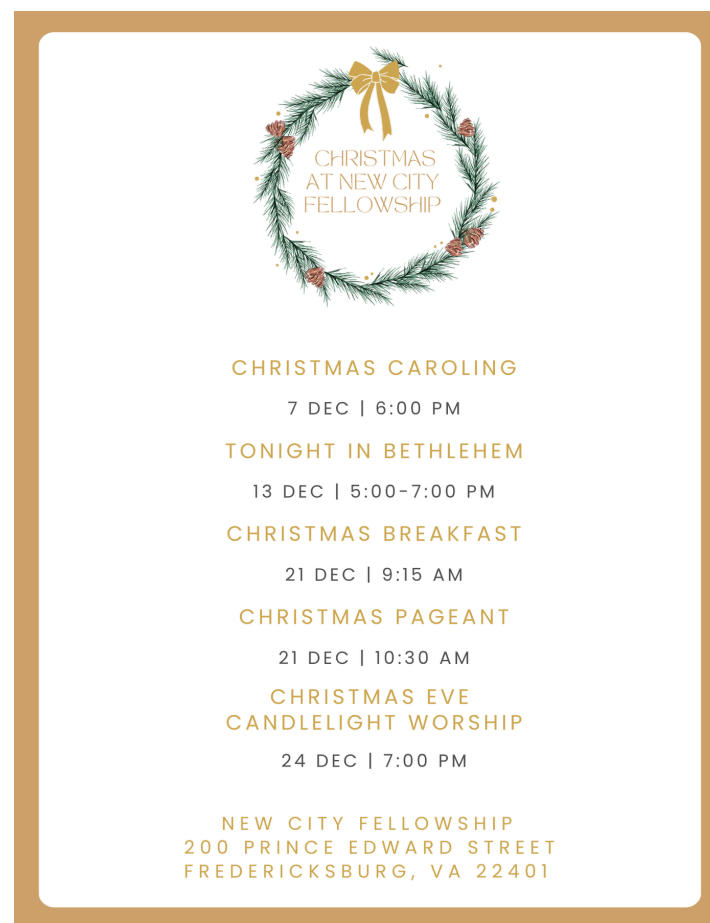 CHRISTMAS
AT NEW CITY
FELLOWSHIP
CHRISTMAS CAROLING
7 DEC | 6:00 PM
TONIGHT IN BETHLEHEM
13 DEC | 5:00-7:00 PM
CHRISTMAS BREAKFAST
21 DEC | 9:15 AM
CHRISTMAS PAGEANT
21 DEC | 10:30 AM
CHRISTMAS EVE
CANDLELIGHT WORSHIP
24 DEC | 7:00 PM
NEW CITY FELLOWSHIP
200 PRINCE EDWARD STREET
FREDERICKSBURG, VA 22401